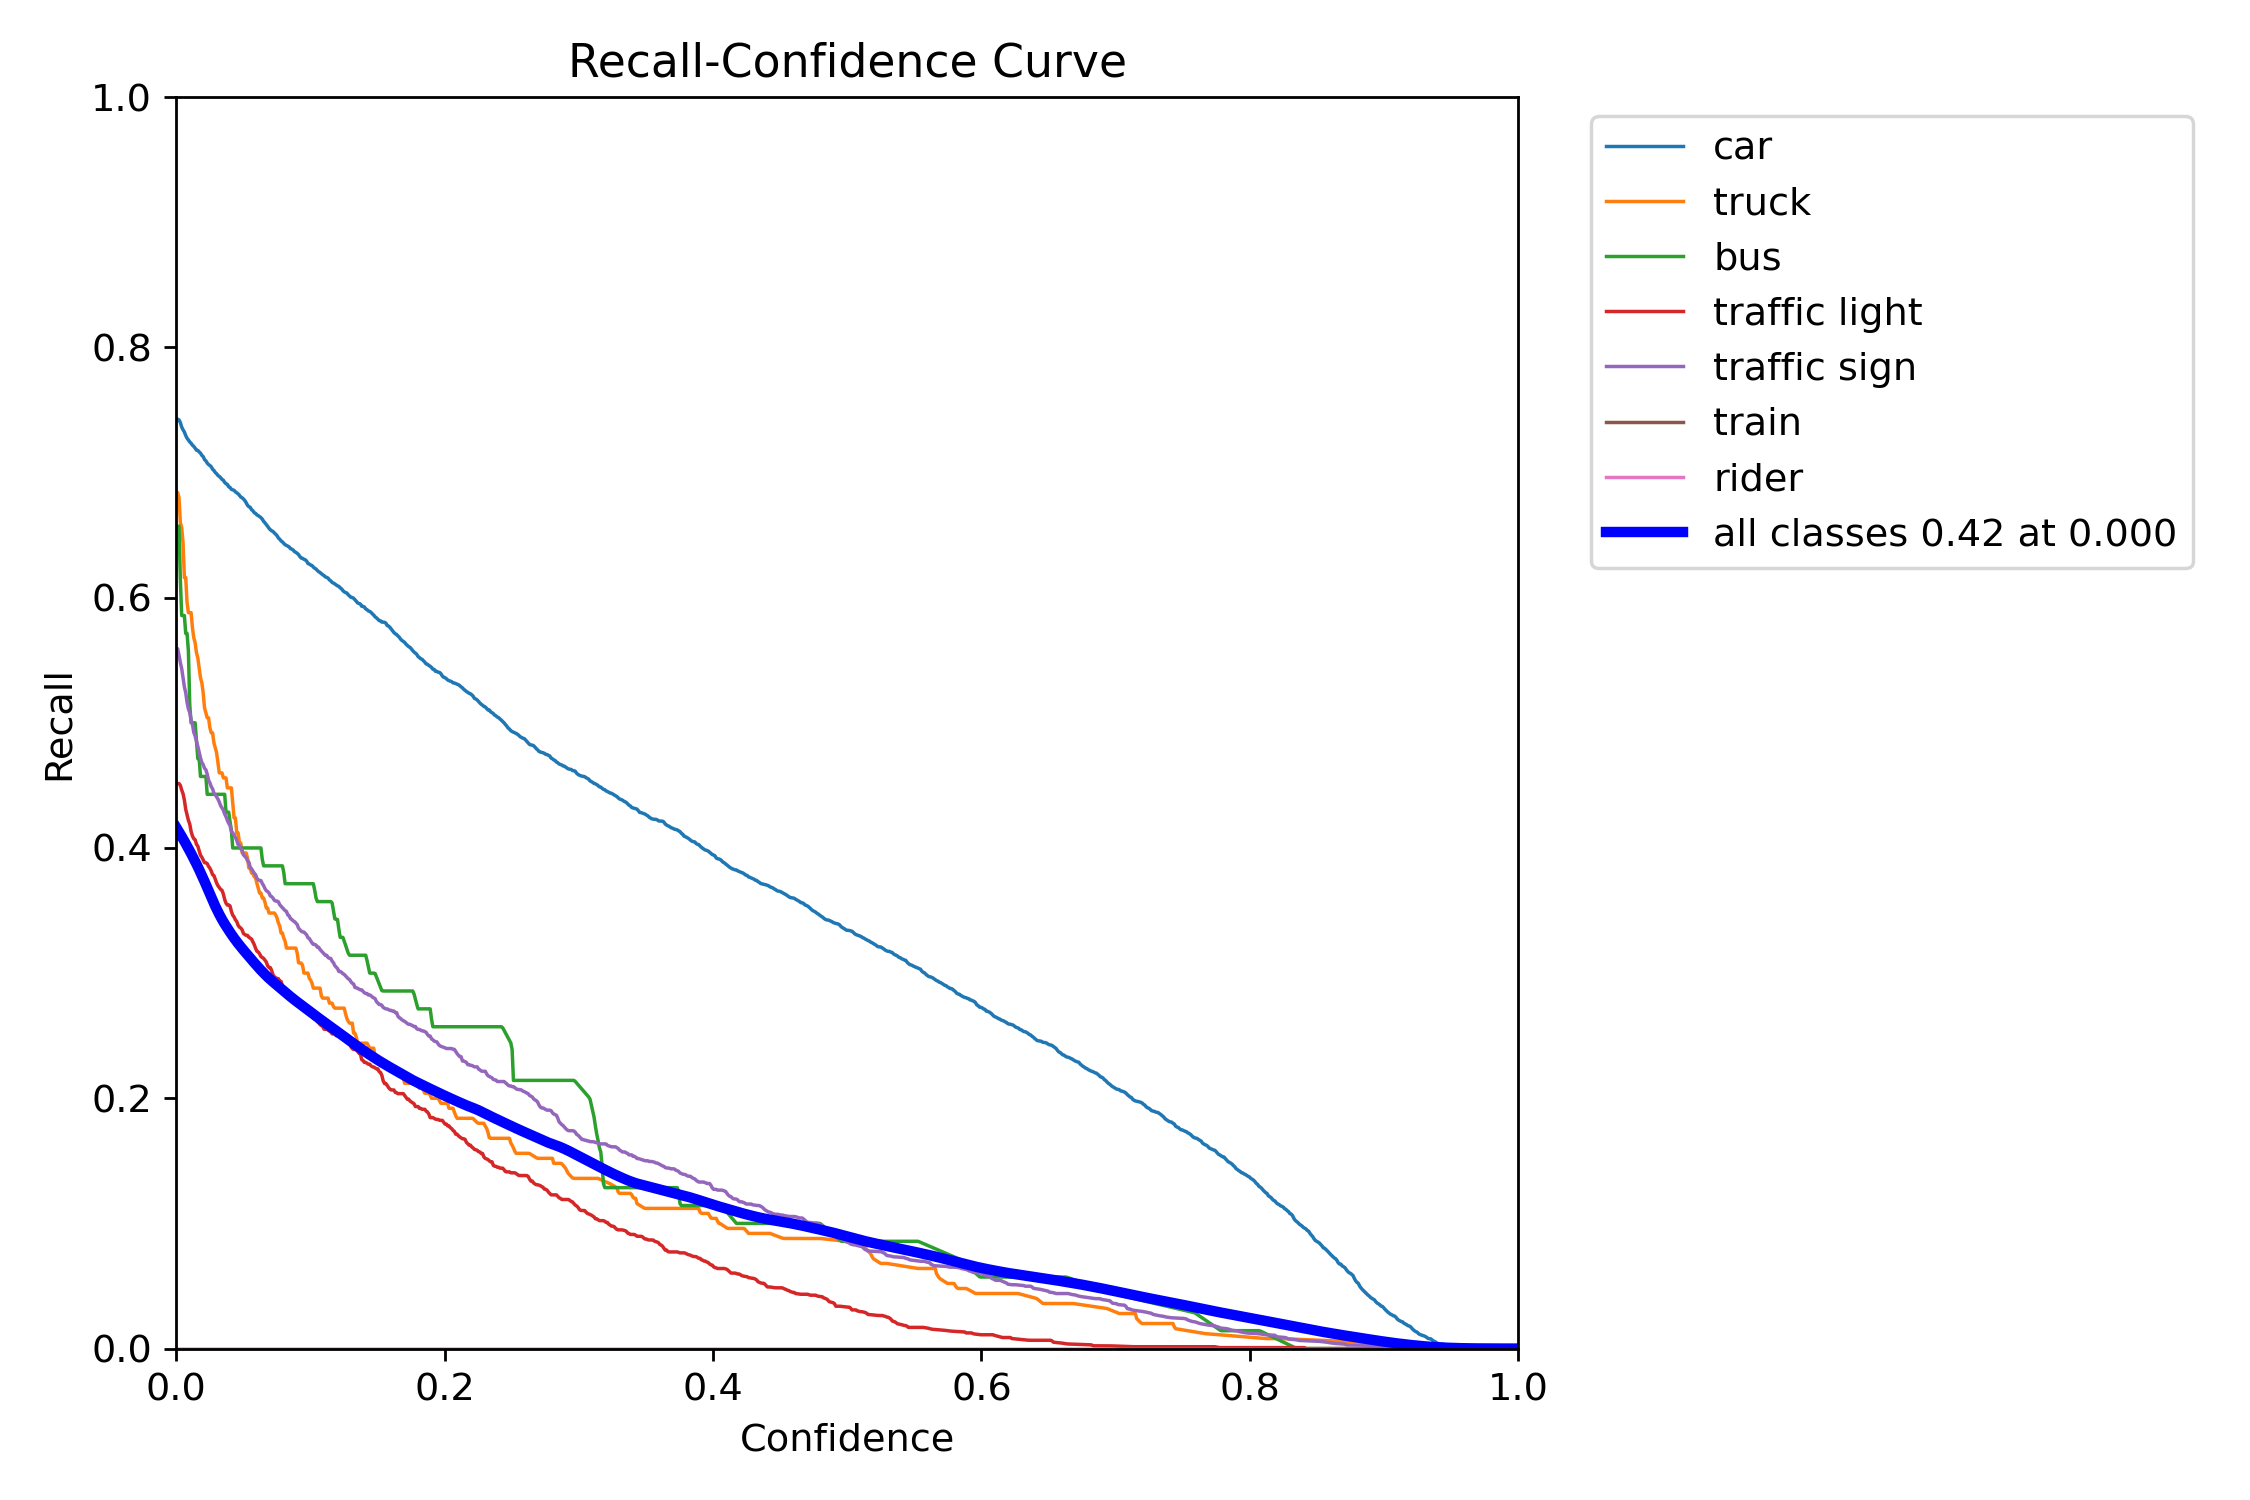 Recall-Confidence Curve
1.0
0.8
0.6
0.4
0.2
0.0
Recall
0.0 0.2 0.4 0.6 0.8 1.0
Confidence
car
truck
bus
traffic light
traffic sign
train
rider
all classes 0.42 at 0.000